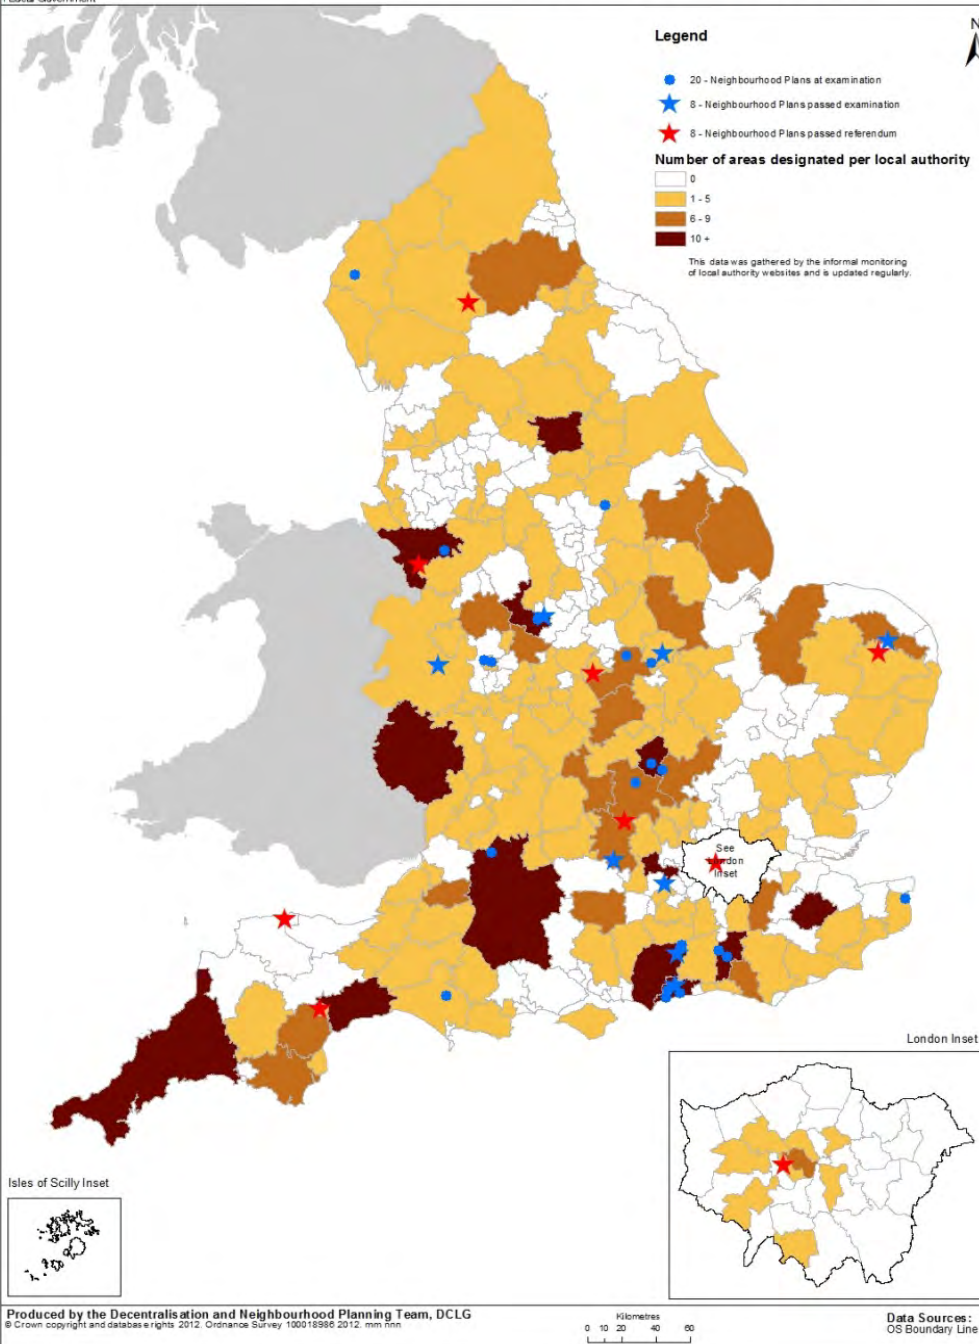 N
Legend
20 - Neighbourhood Plans at examination
8 - Neighbourhood Plans passed examination
8 - Neighbourhood Plans passed referendum
Number of areas designated per local authority
0
1 - 5
6 - 9
10 +
This data was gathered by the informal monitoring
of local authority websites and is updated regularly.
See
London
Inset
London Inset
Isles of Scilly Inset
Produced by the Decentralisation and Neighbourhood Planning Team, DCLG
© Crown copyright and database rights 2012. Ordnance Survey 100018986 2012. mm nnn
Kilometres
0 10 20 40 60
Data Sources:
OS Boundary Line